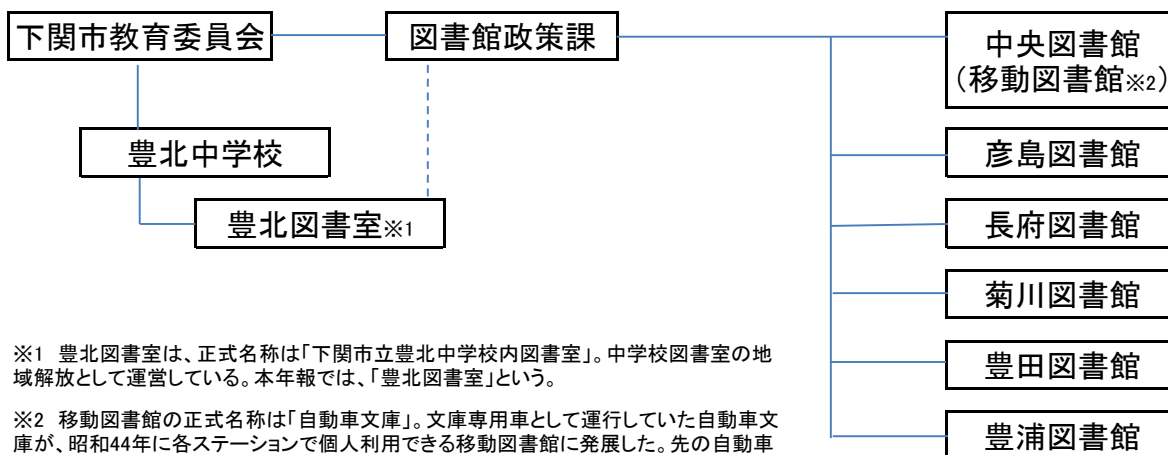 下関市教育委員会
図書館政策課
中央図書館
(移動図書館※2)
豊北中学校
彦島図書館
豊北図書室※1
長府図書館
菊川図書館
※1　豊北図書室は、正式名称は「下関市立豊北中学校内図書室」。中学校図書室の地
域解放として運営している。本年報では、「豊北図書室」という。
豊田図書館
※2　移動図書館の正式名称は「自動車文庫」。文庫専用車として運行していた自動車文
庫が、昭和44年に各ステーションで個人利用できる移動図書館に発展した。先の自動車
豊浦図書館